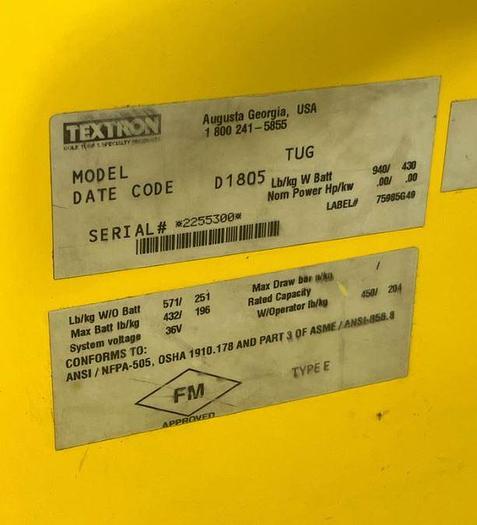 TEXTRON
GOLF, TURF & SPECIALTY PRODUCTS
Augusta Georgia, USA
1 800 241-5855
MODEL TUG
DATE CODE D1805 Lb/kg W Batt 940/ 430
Nom Power Hp/kw .00/ .00
LABEL# 75985G49
SERIAL# *2255300*
Lb/kg W/O Batt 571/ 251
Max Batt lb/kg 432/ 196
System voltage 36V
Max Draw bar n/kg /
Rated Capacity
W/Operator lb/kg 450/ 204
CONFORMS TO:
ANSI / NFPA-505, OSHA 1910.178 AND PART 3 OF ASME / ANSI-B56.8
FM
APPROVED
TYPE E